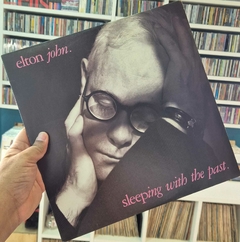 elton john.
sleeping with the past.